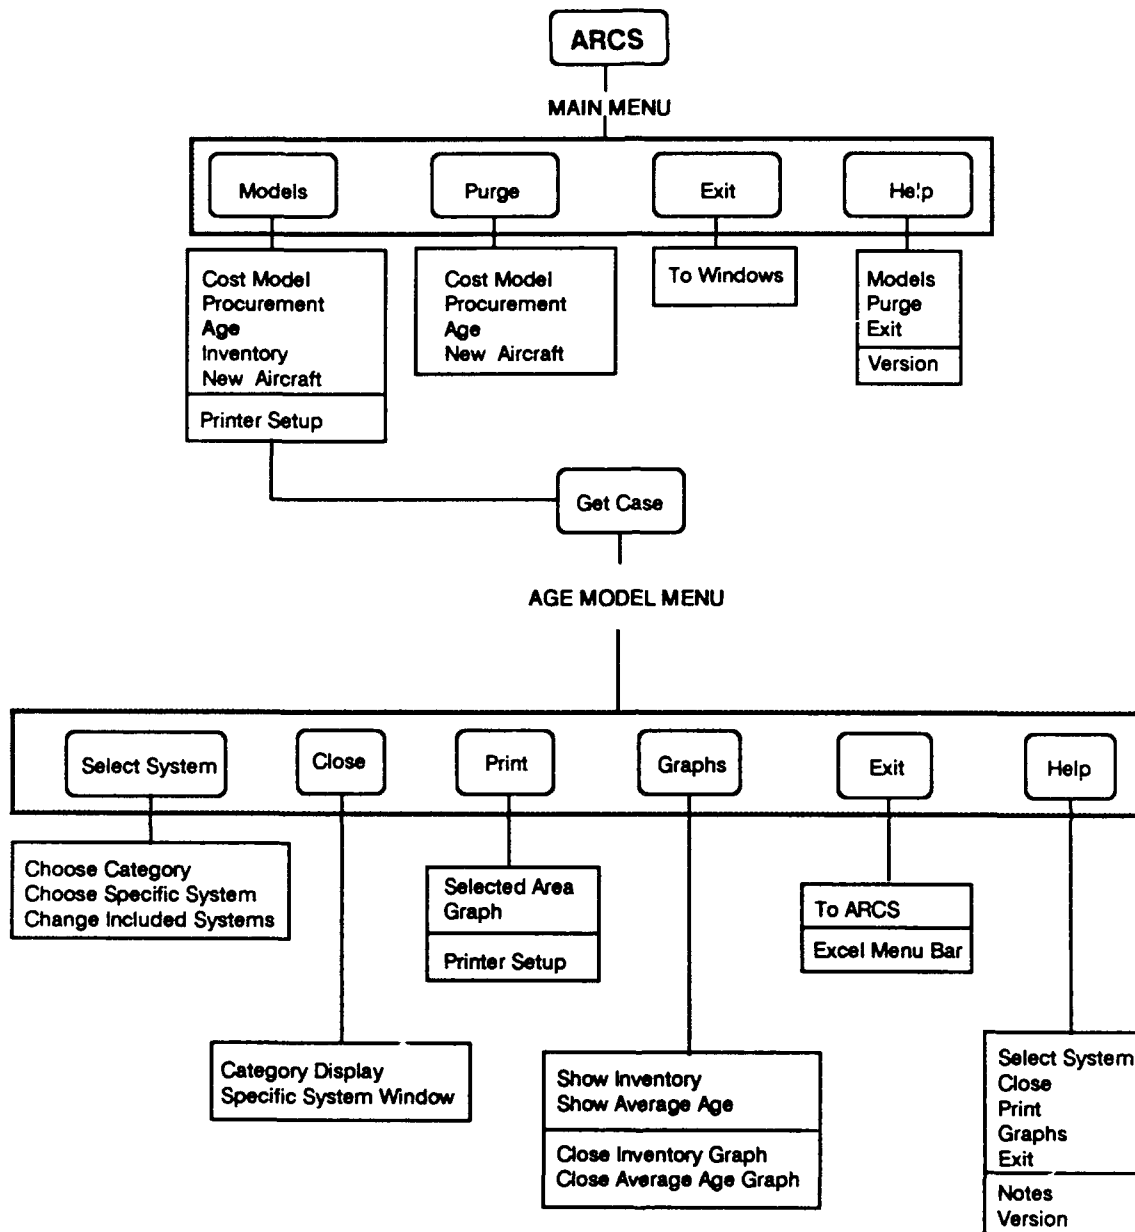 ARCS
MAIN MENU
Models
Purge
Exit
Help
Cost Model
Procurement
Age
Inventory
New Aircraft
Printer Setup
Cost Model
Procurement
Age
New Aircraft
To Windows
Models
Purge
Exit
Version
Get Case
AGE MODEL MENU
Select System
Close
Print
Graphs
Exit
Help
Choose Category
Choose Specific System
Change Included Systems
Category Display
Specific System Window
Selected Area
Graph
Printer Setup
Show Inventory
Show Average Age
Close Inventory Graph
Close Average Age Graph
To ARCS
Excel Menu Bar
Select System
Close
Print
Graphs
Exit
Notes
Version